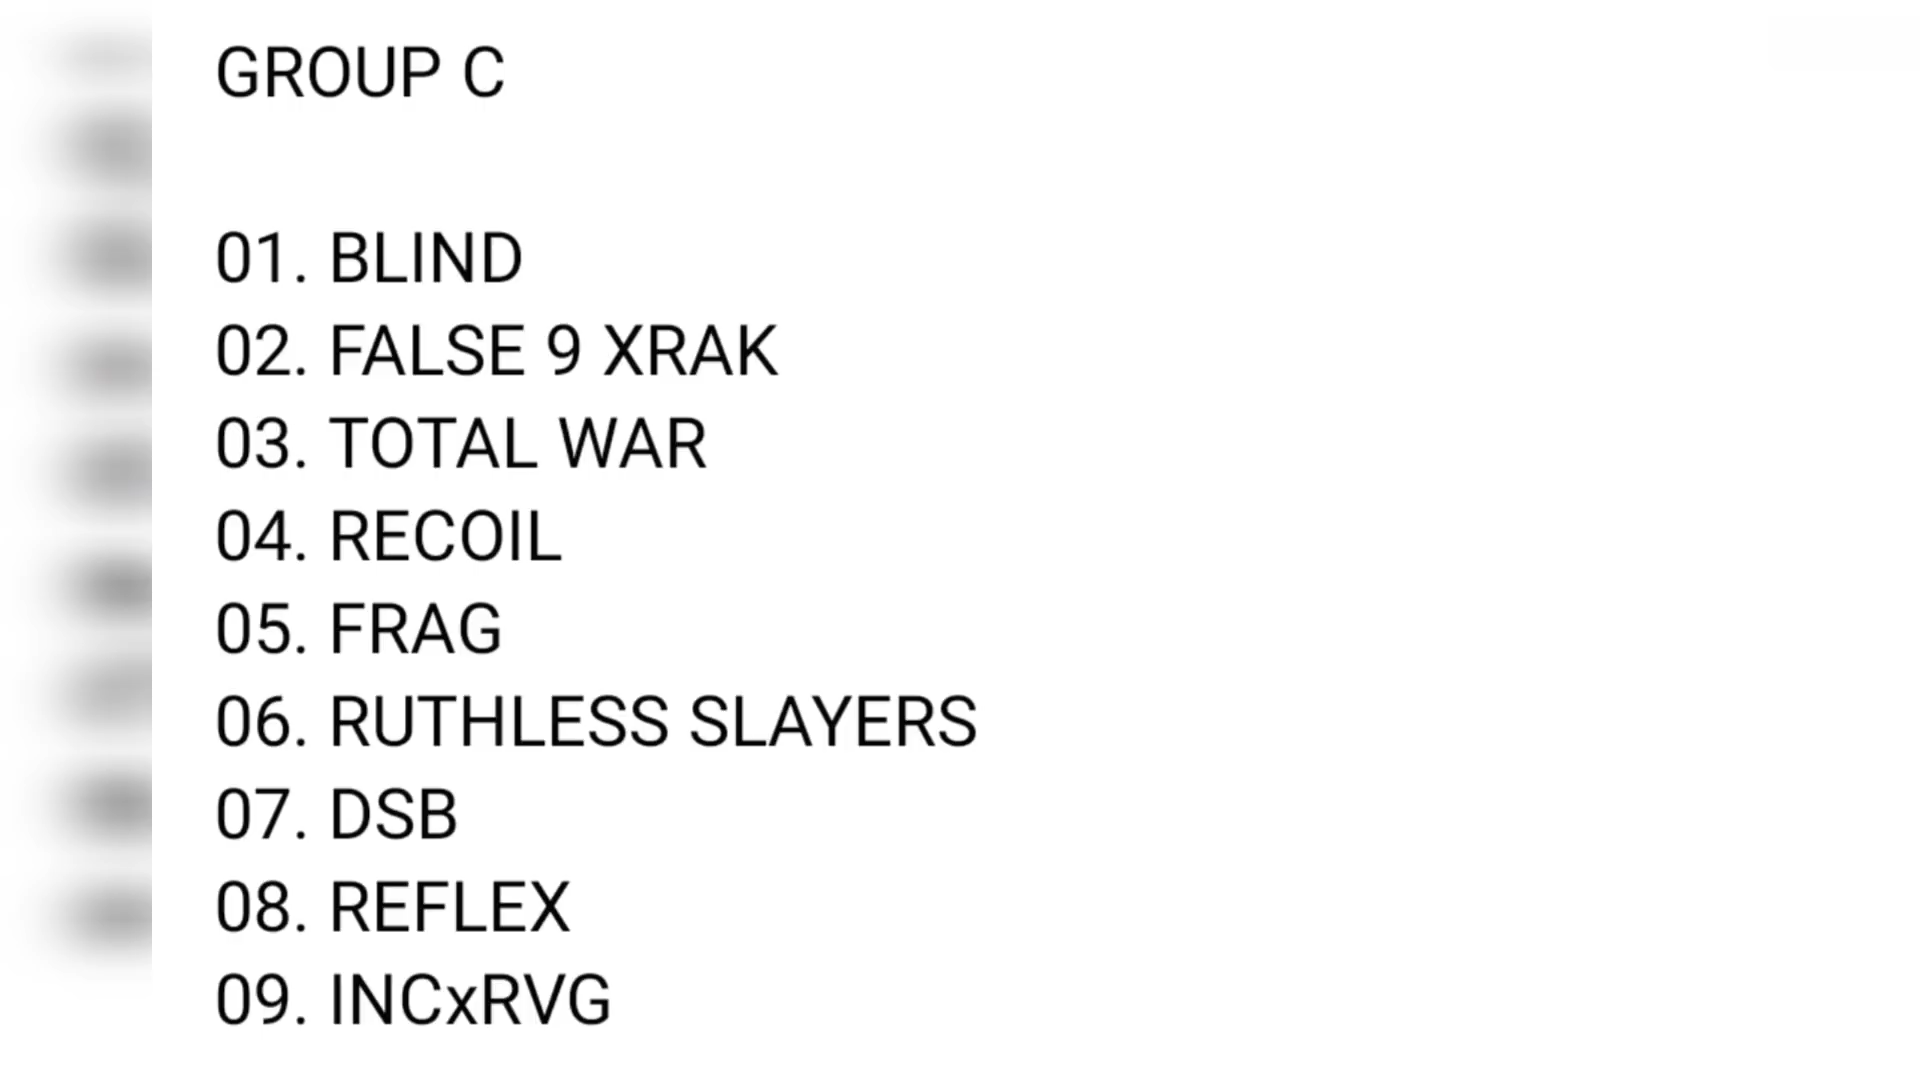 GROUP C
01. BLIND
02. FALSE 9 XRAK
03. TOTAL WAR
04. RECOIL
05. FRAG
06. RUTHLESS SLAYERS
07. DSB
08. REFLEX
09. INCxRVG